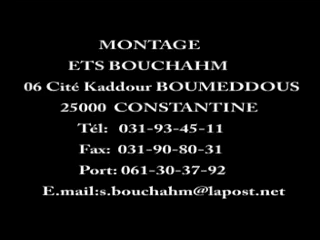 MONTAGE
ETS BOUCHAHM
06 Cité Kaddour BOUMEDDOUS
25000 CONSTANTINE
Tél: 031-93-45-11
Fax: 031-90-80-31
Port: 061-30-37-92
E.mail:s.bouchahm@lapost.net